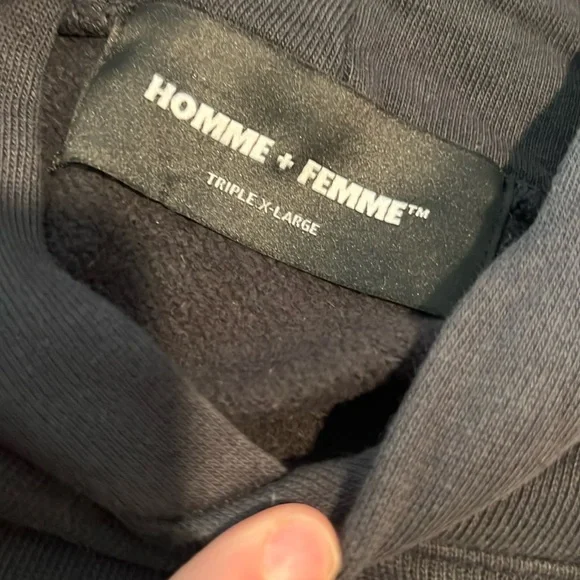 HOMME + FEMME™
TRIPLE X-LARGE